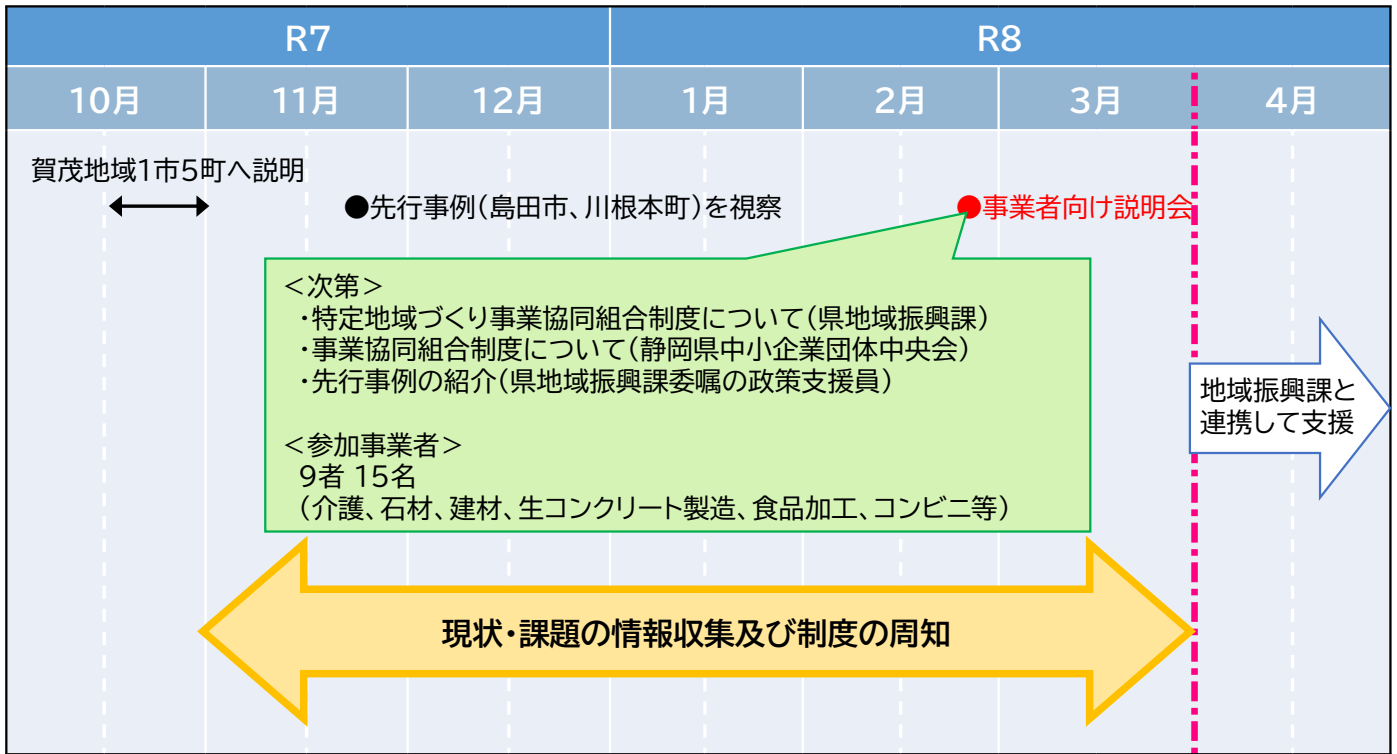 R7
R8
10月
11月
12月
1月
2月
3月
4月
賀茂地域1市5町へ説明
●先行事例(島田市、川根本町)を視察
●事業者向け説明会
<次第>
・特定地域づくり事業協同組合制度について(県地域振興課)
・事業協同組合制度について(静岡県中小企業団体中央会)
・先行事例の紹介(県地域振興課委嘱の政策支援員)
<参加事業者>
9者 15名
(介護、石材、建材、生コンクリート製造、食品加工、コンビニ等)
地域振興課と
連携して支援
現状・課題の情報収集及び制度の周知